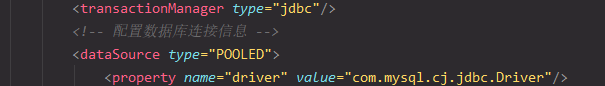 <transactionManager type="jdbc"/>
<!-- 配置数据库连接信息 -->
<dataSource type="POOLED">
<property name="driver" value="com.mysql.cj.jdbc.Driver"/>